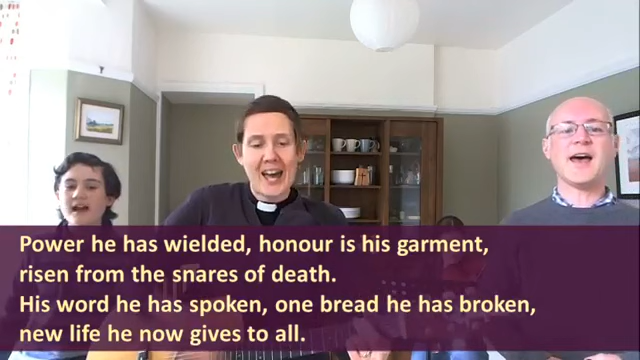 Power he has wielded, honour is his garment,
risen from the snares of death.
His word he has spoken, one bread he has broken,
new life he now gives to all.